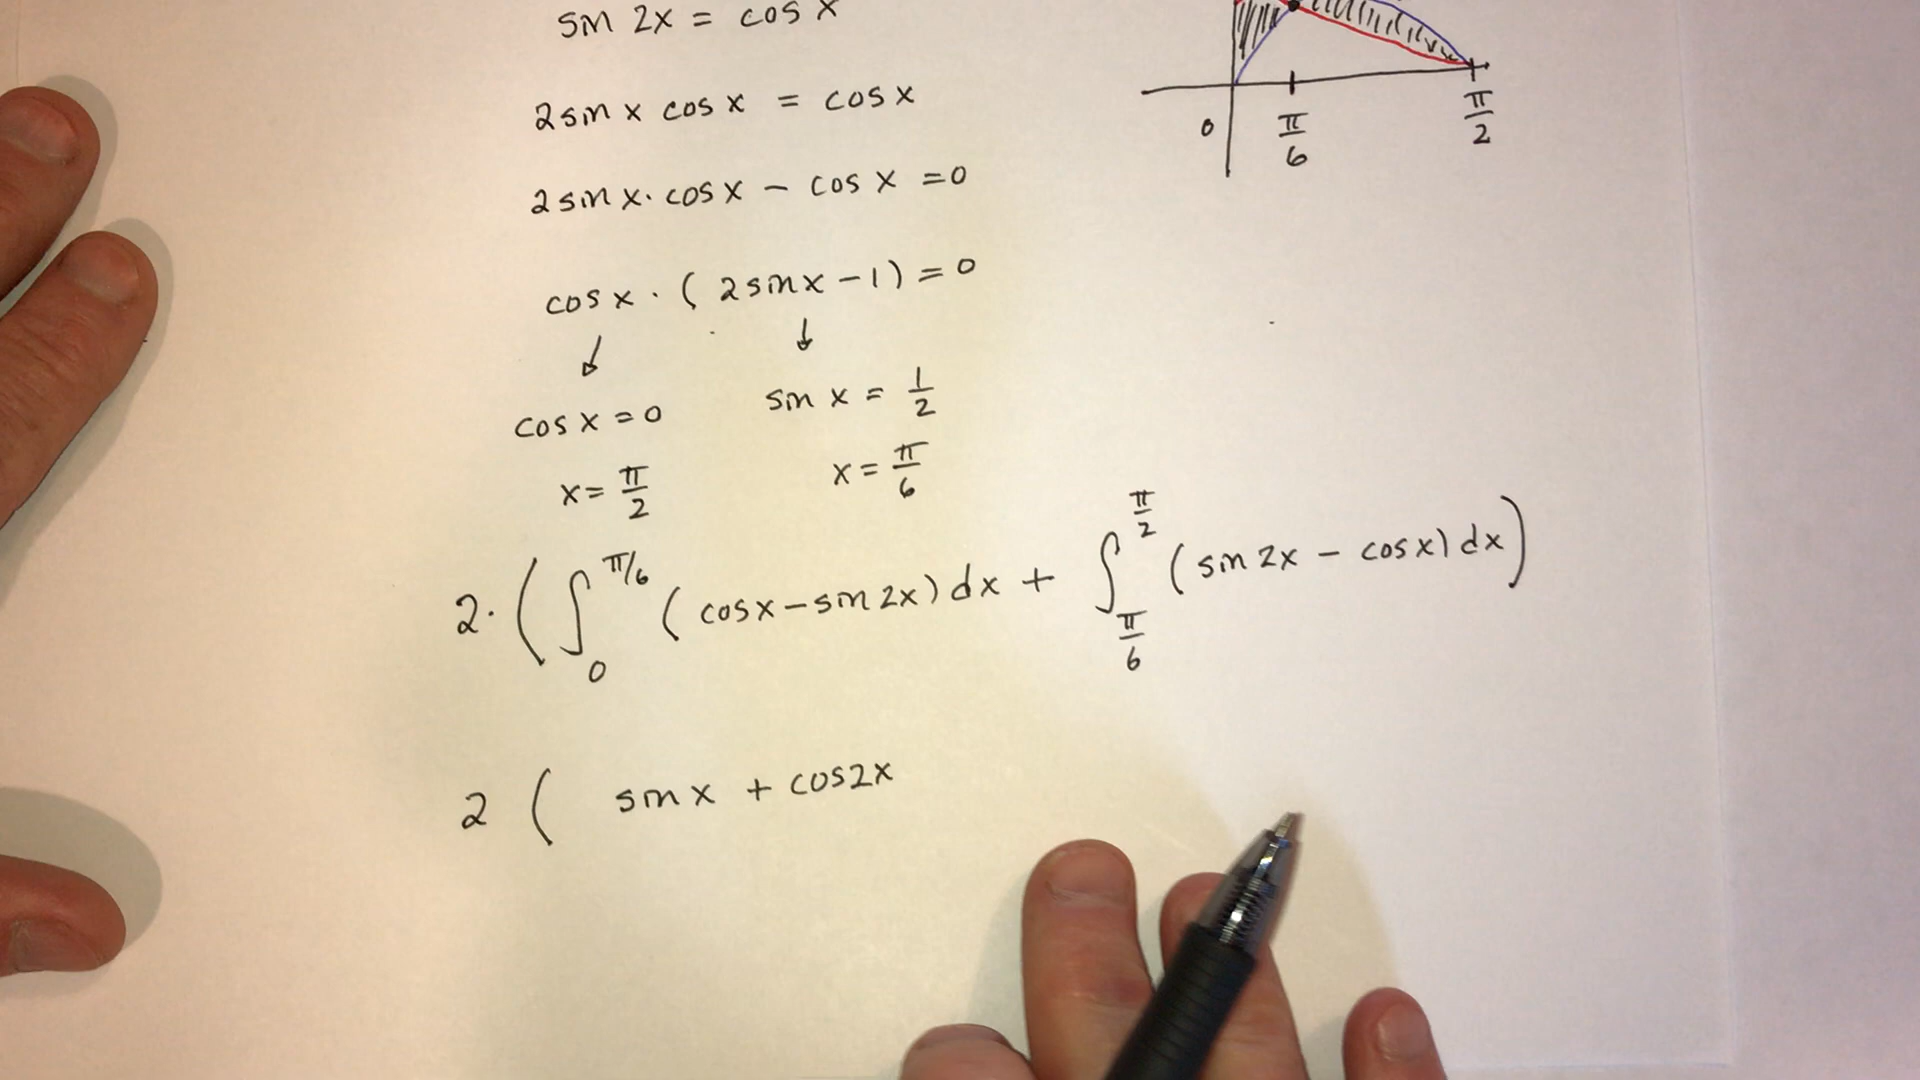 sin 2x = cos x
2 sin x cos x = cos x
2 sin x · cos x − cos x = 0
cos x · ( 2 sin x − 1 ) = 0
↓ ↓
cos x = 0 sin x = 1/2
x = π/2 x = π/6
2 · ( ∫_0^{π/6} ( cos x − sin 2x ) dx + ∫_{π/6}^{π/2} ( sin 2x − cos x ) dx )
2 ( sin x + cos 2x
0 π/6 π/2